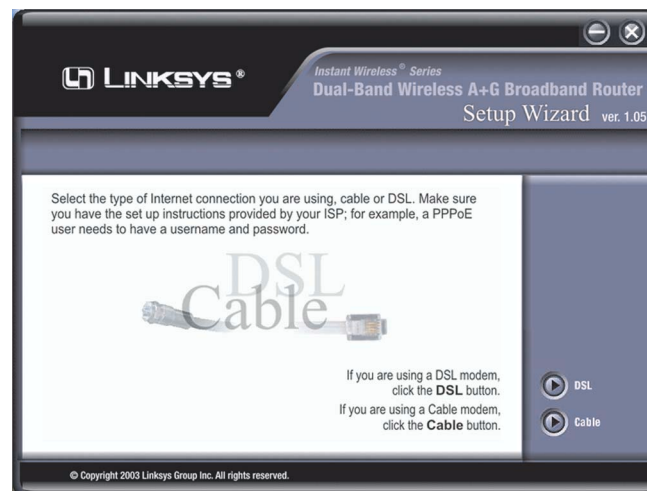 LINKSYS®
Instant Wireless® Series
Dual-Band Wireless A+G Broadband Router
Setup Wizard ver. 1.05
Select the type of Internet connection you are using, cable or DSL. Make sure
you have the set up instructions provided by your ISP; for example, a PPPoE
user needs to have a username and password.
DSL
Cable
If you are using a DSL modem,
click the DSL button.
If you are using a Cable modem,
click the Cable button.
DSL
Cable
© Copyright 2003 Linksys Group Inc. All rights reserved.